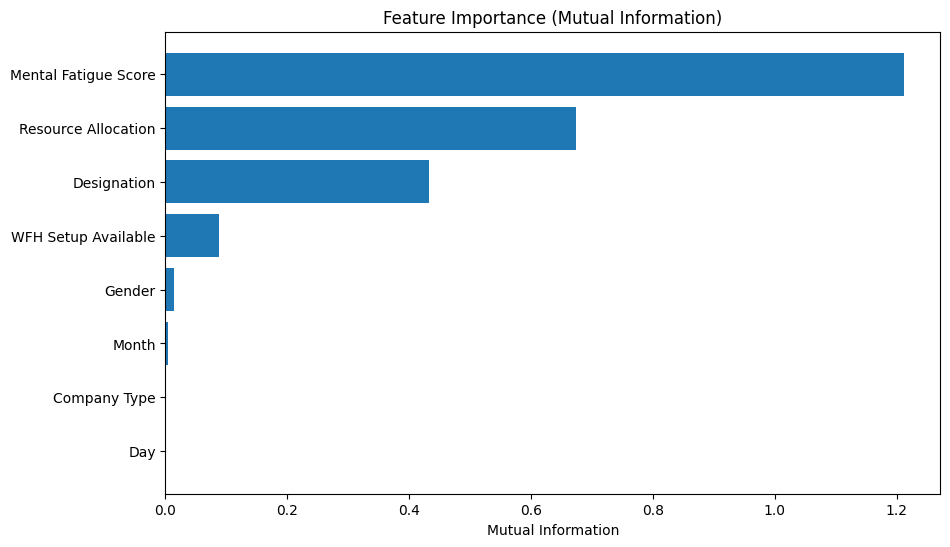 Feature Importance (Mutual Information)
Mental Fatigue Score
Resource Allocation
Designation
WFH Setup Available
Gender
Month
Company Type
Day
0.0 0.2 0.4 0.6 0.8 1.0 1.2
Mutual Information